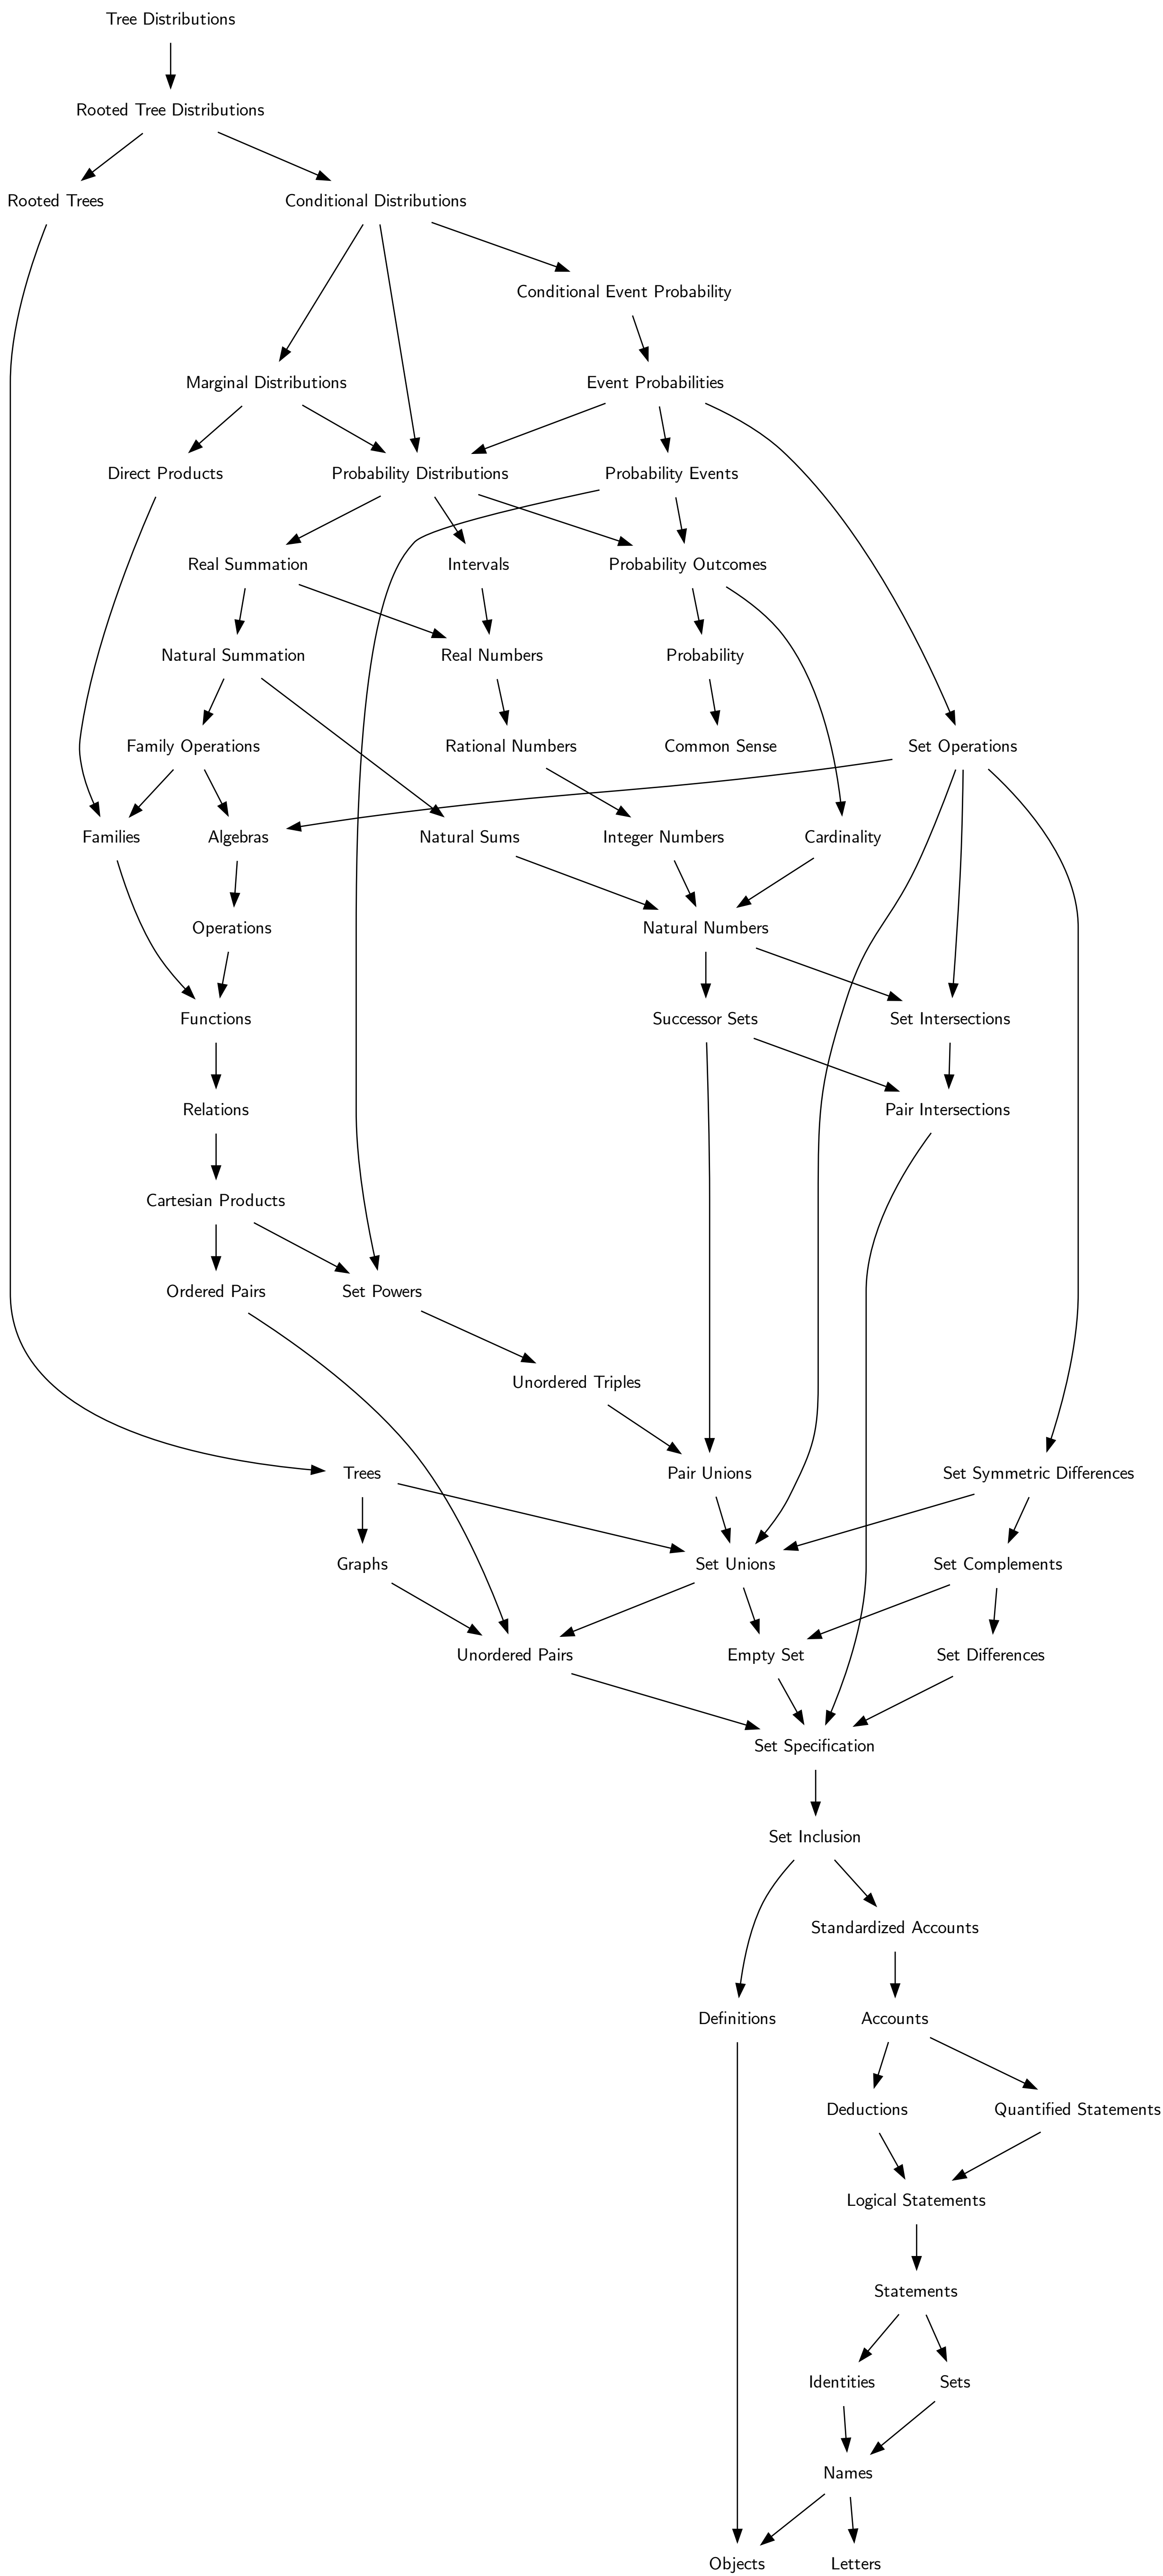 Tree Distributions
Rooted Tree Distributions
Rooted Trees
Conditional Distributions
Conditional Event Probability
Marginal Distributions
Event Probabilities
Direct Products
Probability Distributions
Probability Events
Real Summation
Intervals
Probability Outcomes
Natural Summation
Real Numbers
Probability
Family Operations
Rational Numbers
Common Sense
Set Operations
Families
Algebras
Natural Sums
Integer Numbers
Cardinality
Operations
Natural Numbers
Functions
Successor Sets
Set Intersections
Relations
Pair Intersections
Cartesian Products
Ordered Pairs
Set Powers
Unordered Triples
Trees
Pair Unions
Set Symmetric Differences
Graphs
Set Unions
Set Complements
Unordered Pairs
Empty Set
Set Differences
Set Specification
Set Inclusion
Standardized Accounts
Definitions
Accounts
Deductions
Quantified Statements
Logical Statements
Statements
Identities
Sets
Names
Objects
Letters